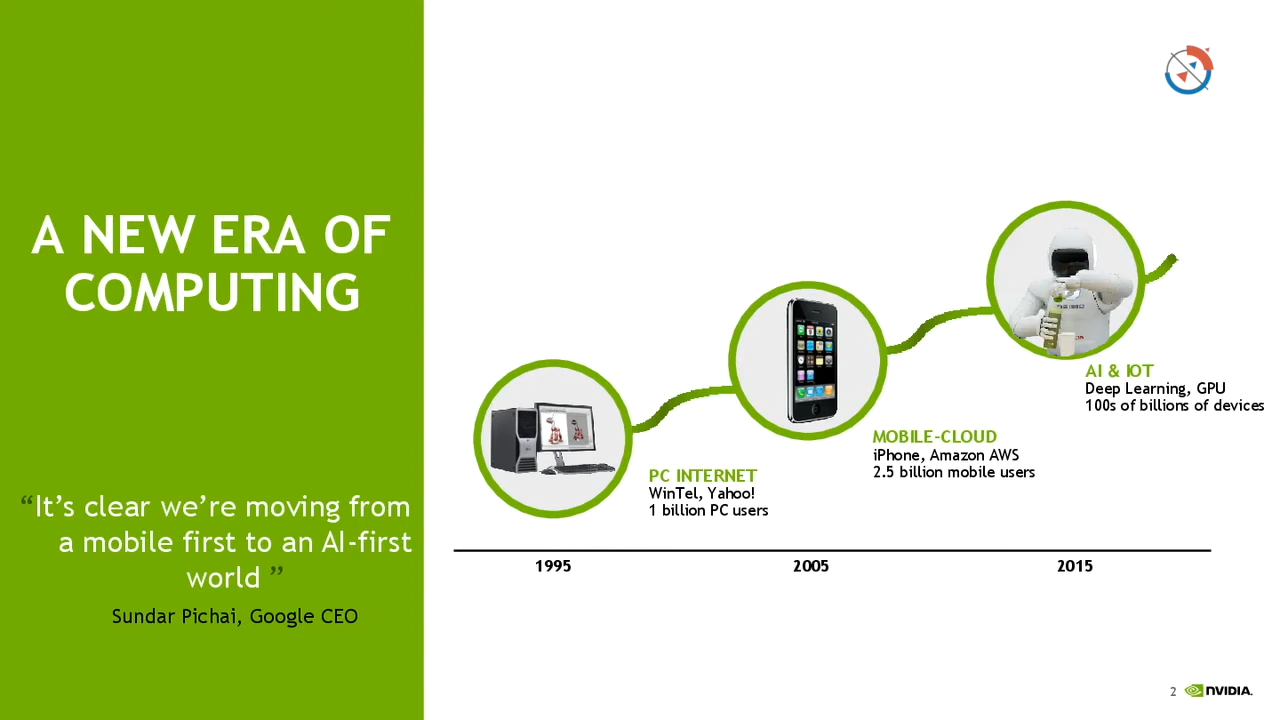 A NEW ERA OF
COMPUTING
“It’s clear we’re moving from
a mobile first to an AI-first
world ”
Sundar Pichai, Google CEO
PC INTERNET
WinTel, Yahoo!
1 billion PC users
MOBILE-CLOUD
iPhone, Amazon AWS
2.5 billion mobile users
AI & IOT
Deep Learning, GPU
100s of billions of devices
1995
2005
2015
2
NVIDIA.